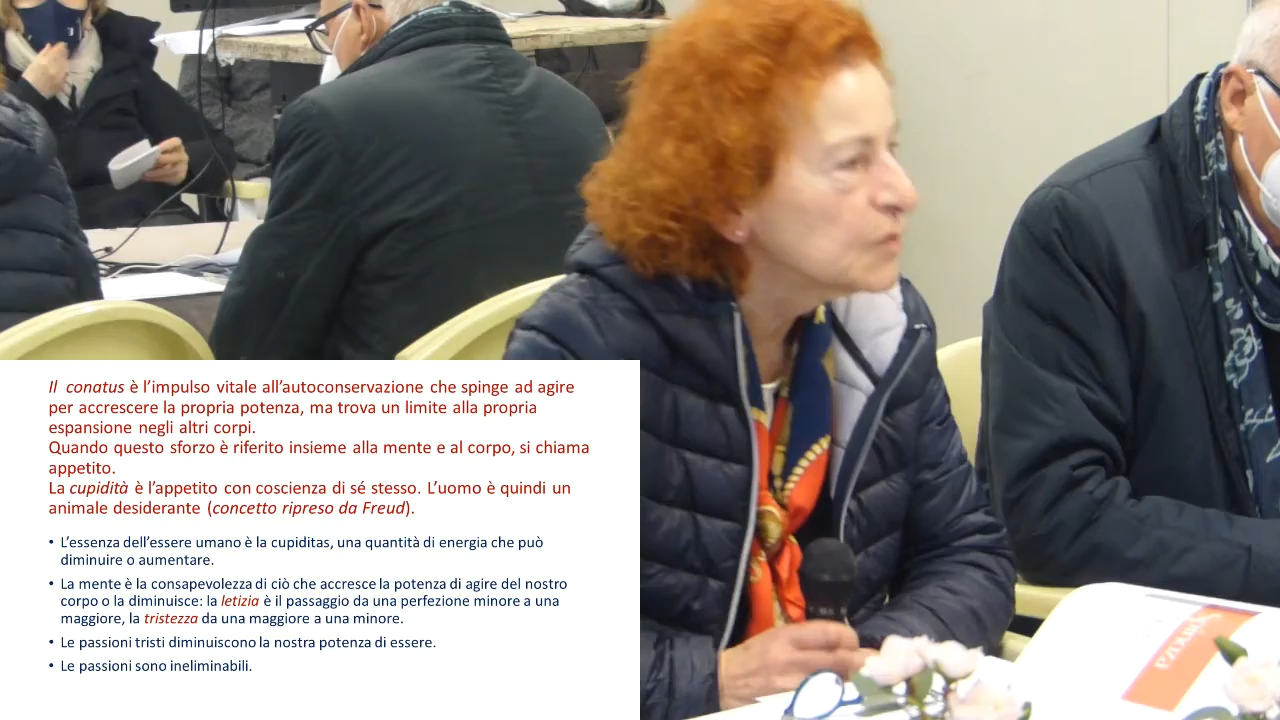 Il conatus è l’impulso vitale all’autoconservazione che spinge ad agire
per accrescere la propria potenza, ma trova un limite alla propria
espansione negli altri corpi.
Quando questo sforzo è riferito insieme alla mente e al corpo, si chiama
appetito.
La cupidità è l’appetito con coscienza di sé stesso. L’uomo è quindi un
animale desiderante (concetto ripreso da Freud).
• L’essenza dell’essere umano è la cupiditas, una quantità di energia che può
diminuire o aumentare.
• La mente è la consapevolezza di ciò che accresce la potenza di agire del nostro
corpo o la diminuisce: la letizia è il passaggio da una perfezione minore a una
maggiore, la tristezza da una maggiore a una minore.
• Le passioni tristi diminuiscono la nostra potenza di essere.
• Le passioni sono ineliminabili.